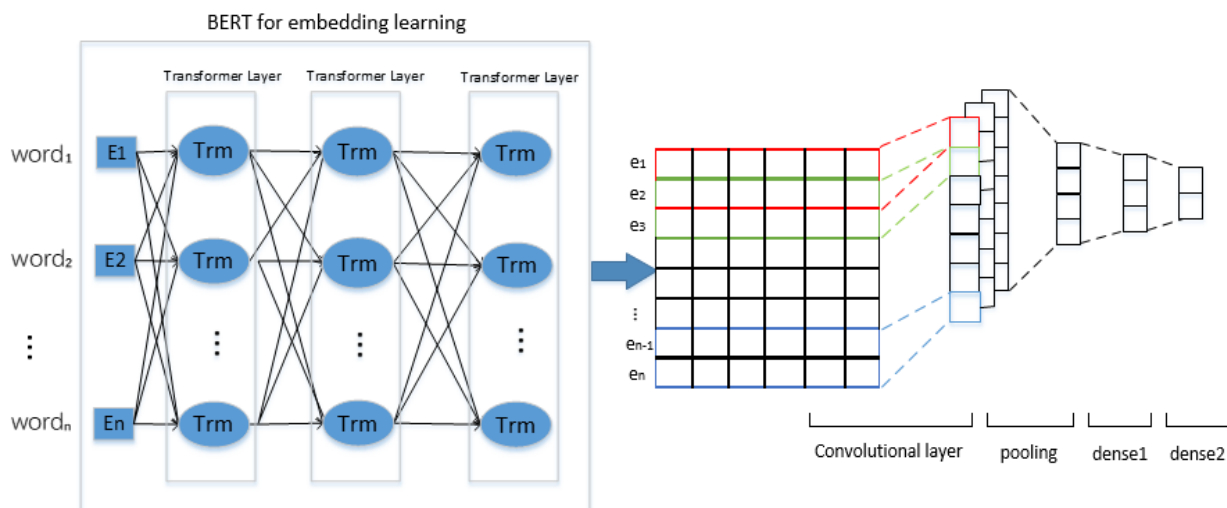 BERT for embedding learning
Transformer Layer Transformer Layer Transformer Layer
word₁ E1 Trm Trm Trm
word₂ E2 Trm Trm Trm
⋮ ⋮ ⋮ ⋮
wordₙ En Trm Trm Trm
e₁
e₂
e₃
⋮
eₙ₋₁
eₙ
Convolutional layer pooling dense1 dense2